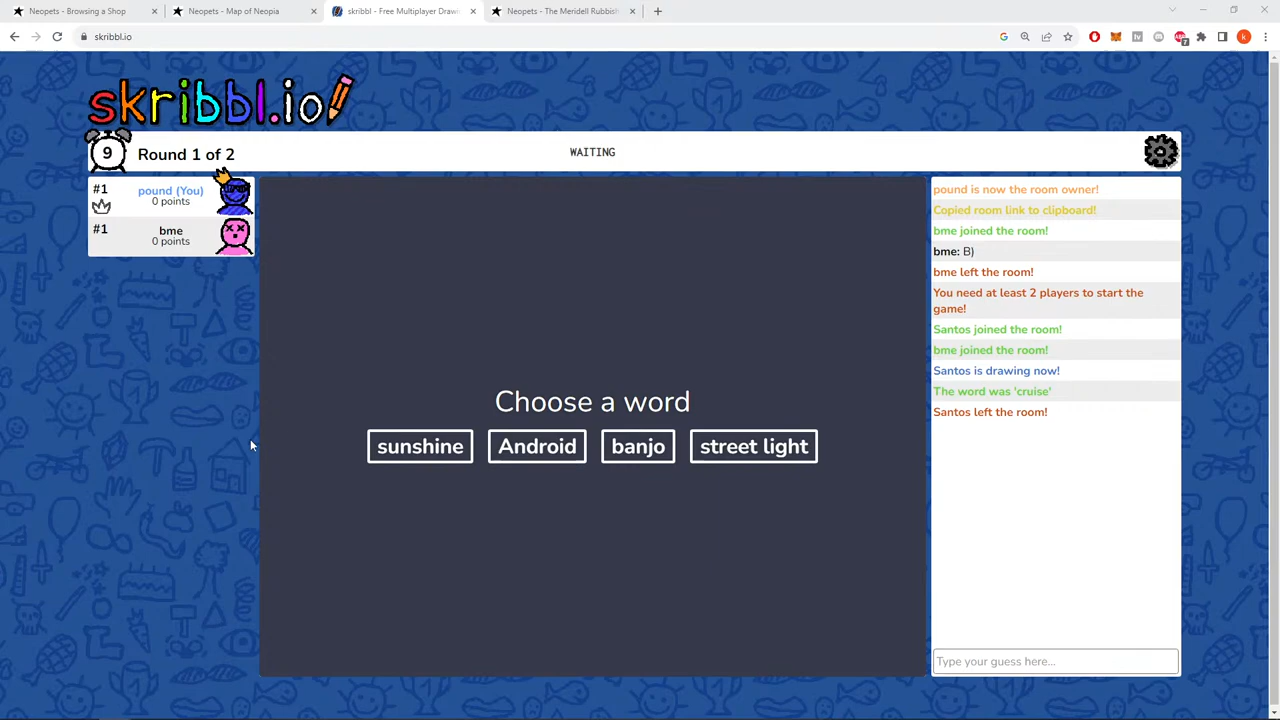 Neopets - Browsing a Shop
Neopets - Map of Neopia
skribbl - Free Multiplayer Drawi
Neopets - The Meridell Rubbish
skribbl.io
skribbl.io
9
Round 1 of 2
WAITING
#1
pound (You)
0 points
#1
bme
0 points
Choose a word
sunshine
Android
banjo
street light
pound is now the room owner!
Copied room link to clipboard!
bme joined the room!
bme: B)
bme left the room!
You need at least 2 players to start the
game!
Santos joined the room!
bme joined the room!
Santos is drawing now!
The word was 'cruise'
Santos left the room!
Type your guess here...